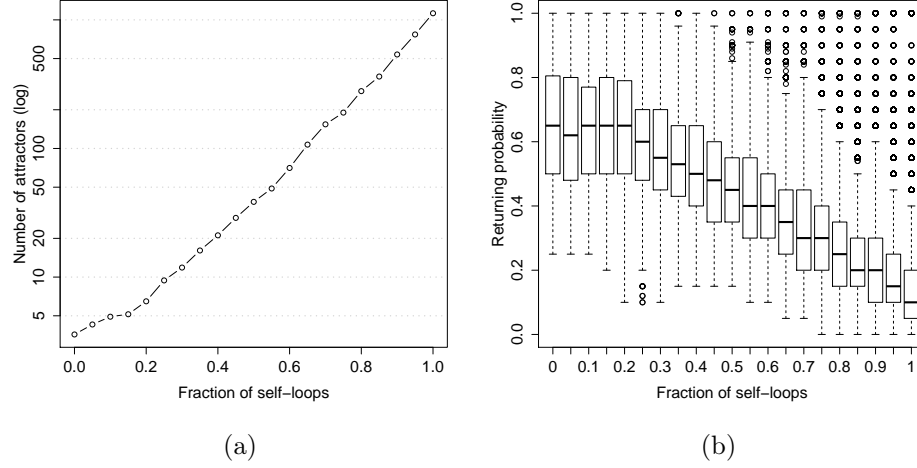 500
100
50
20
10
5
Number of attractors (log)
0.0 0.2 0.4 0.6 0.8 1.0
Fraction of self−loops
(a)
1.0
0.8
0.6
0.4
0.2
0.0
Returning probability
0 0.1 0.2 0.3 0.4 0.5 0.6 0.7 0.8 0.9 1
Fraction of self−loops
(b)